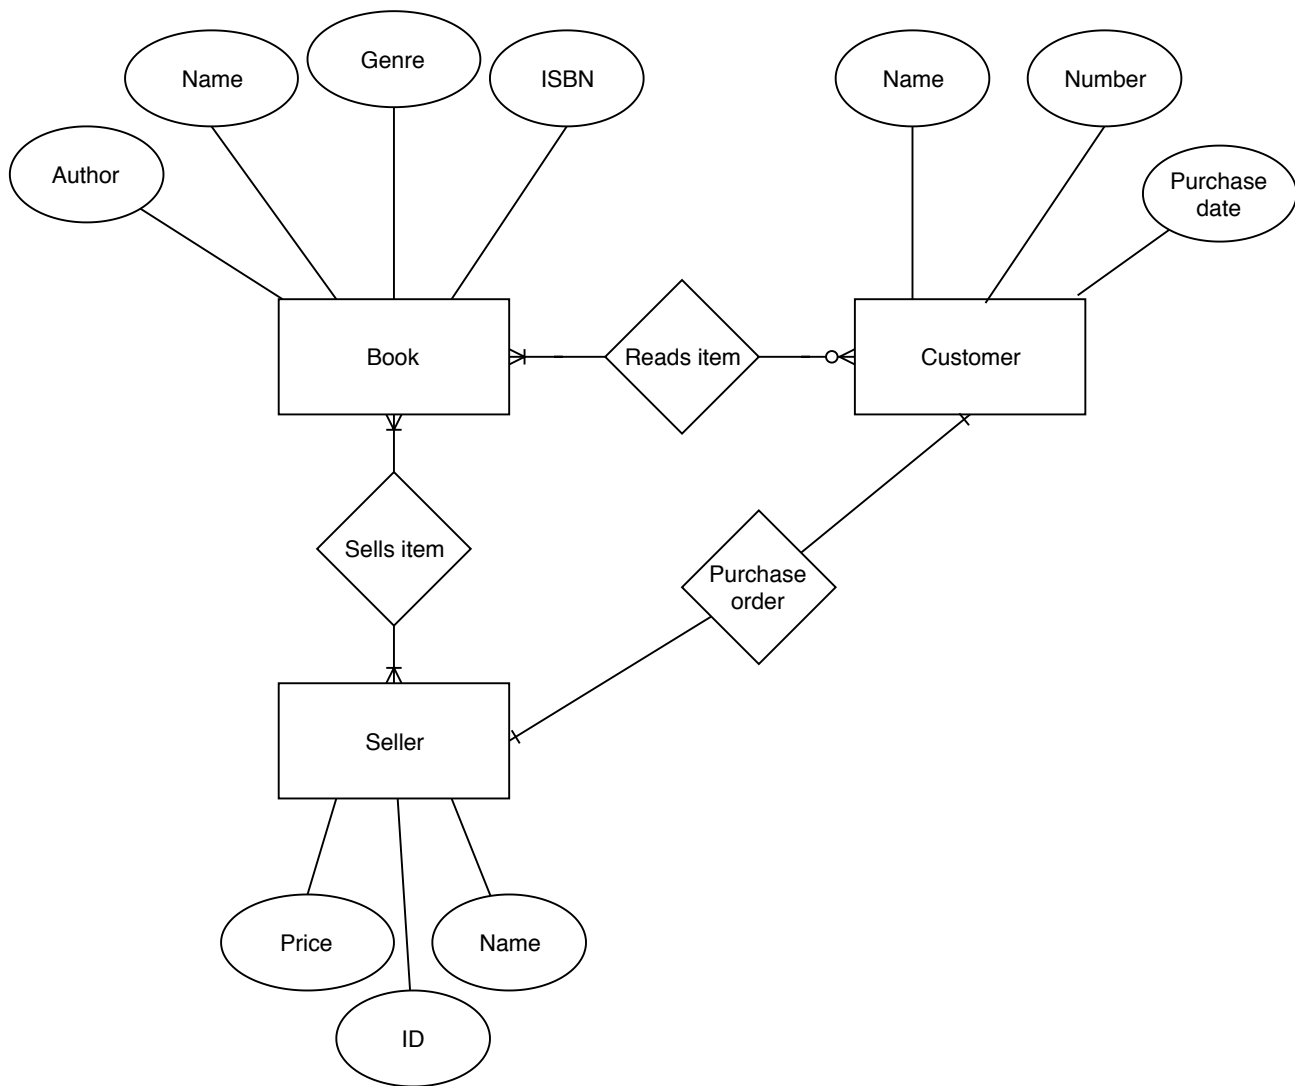 Genre
Name
ISBN
Name
Number
Author
Purchase
date
Book
Reads item
Customer
Sells item
Purchase
order
Seller
Price
Name
ID